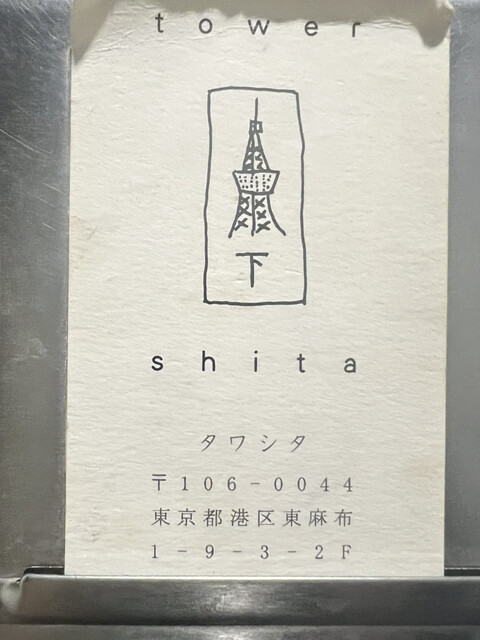 tower
下
shita
タワシタ
〒106-0044
東京都港区東麻布
1-9-3-2F